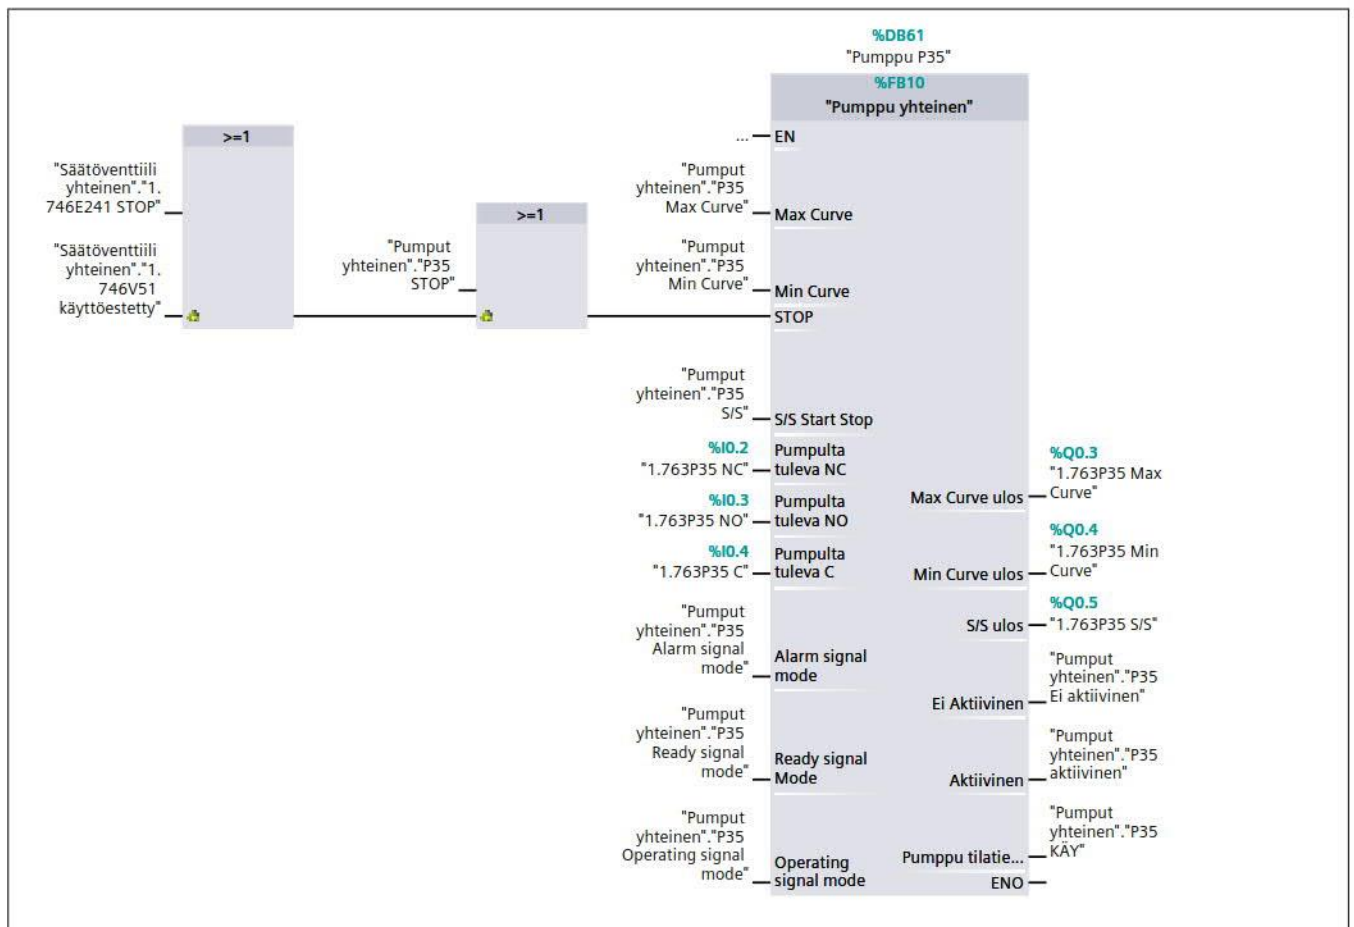 %DB61
"Pumppu P35"
%FB10
"Pumppu yhteinen"
>=1
"Säätöventtiili
yhteinen"."1.
746E241 STOP"
"Säätöventtiili
yhteinen"."1.
746V51
käyttöestetty"
>=1
"Pumput
yhteinen"."P35
STOP"
...
EN
"Pumput
yhteinen"."P35
Max Curve"
Max Curve
"Pumput
yhteinen"."P35
Min Curve"
Min Curve
STOP
"Pumput
yhteinen"."P35
S/S"
S/S Start Stop
%I0.2
"1.763P35 NC"
Pumpulta
tuleva NC
%I0.3
"1.763P35 NO"
Pumpulta
tuleva NO
%I0.4
"1.763P35 C"
Pumpulta
tuleva C
"Pumput
yhteinen"."P35
Alarm signal
mode"
Alarm signal
mode
"Pumput
yhteinen"."P35
Ready signal
mode"
Ready signal
Mode
"Pumput
yhteinen"."P35
Operating signal
mode"
Operating
signal mode
Max Curve ulos
%Q0.3
"1.763P35 Max
Curve"
Min Curve ulos
%Q0.4
"1.763P35 Min
Curve"
S/S ulos
%Q0.5
"1.763P35 S/S"
Ei Aktiivinen
"Pumput
yhteinen"."P35
Ei aktiivinen"
Aktiivinen
"Pumput
yhteinen"."P35
aktiivinen"
Pumppu tilatie...
"Pumput
yhteinen"."P35
KÄY"
ENO